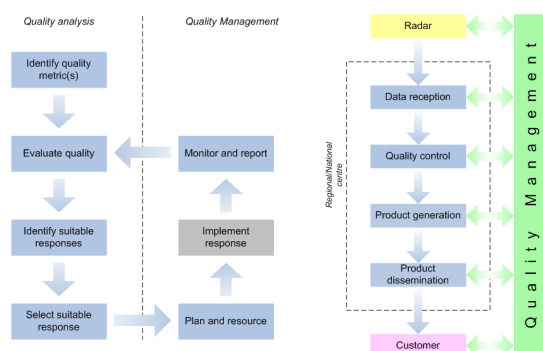 Quality analysis
Quality Management
Identify quality
metric(s)
Evaluate quality
Monitor and report
Identify suitable
responses
Implement
response
Select suitable
response
Plan and resource
Radar
Data reception
Quality control
Product generation
Product
dissemination
Customer
Regional/National
centre
Quality Management